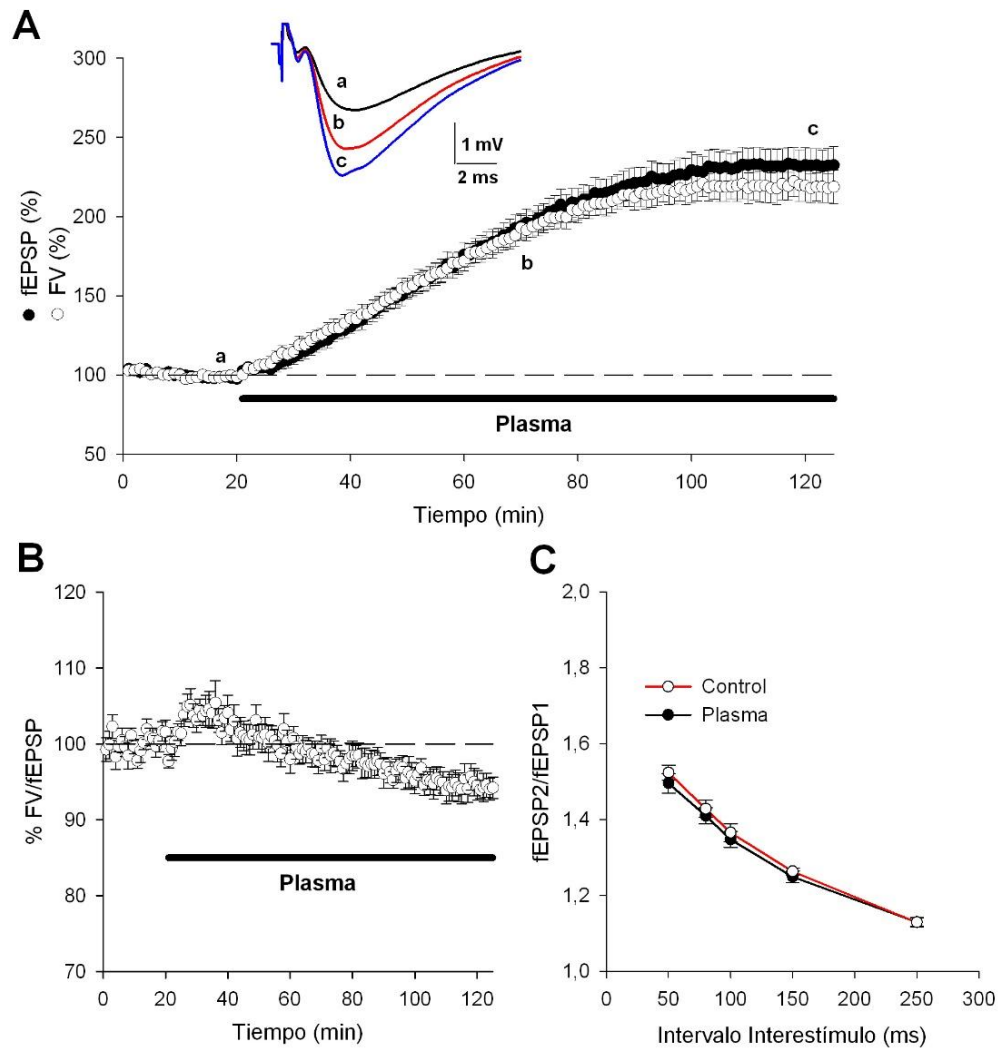 A
300
250
200
150
100
50
● fEPSP (%)
○ FV (%)
a
b
c
1 mV
2 ms
a
b
c
Plasma
0 20 40 60 80 100 120
Tiempo (min)
B
120
110
100
90
80
70
% FV/fEPSP
Plasma
0 20 40 60 80 100 120
Tiempo (min)
C
2,0
1,8
1,6
1,4
1,2
1,0
fEPSP2/fEPSP1
Control
Plasma
0 50 100 150 200 250 300
Intervalo Interestímulo (ms)